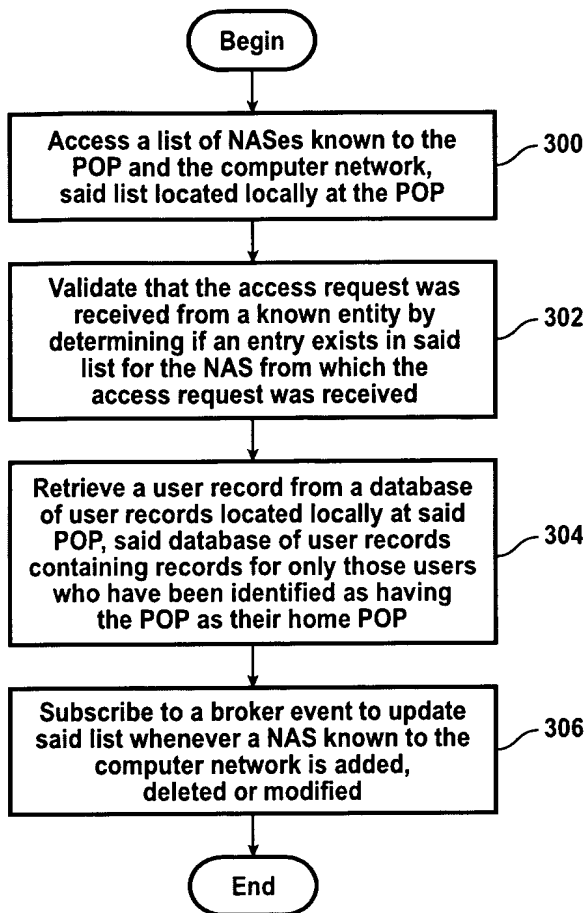 Begin
Access a list of NASes known to the
POP and the computer network,
said list located locally at the POP
300
Validate that the access request was
received from a known entity by
determining if an entry exists in said
list for the NAS from which the
access request was received
302
Retrieve a user record from a database
of user records located locally at said
POP, said database of user records
containing records for only those users
who have been identified as having
the POP as their home POP
304
Subscribe to a broker event to update
said list whenever a NAS known to the
computer network is added,
deleted or modified
306
End